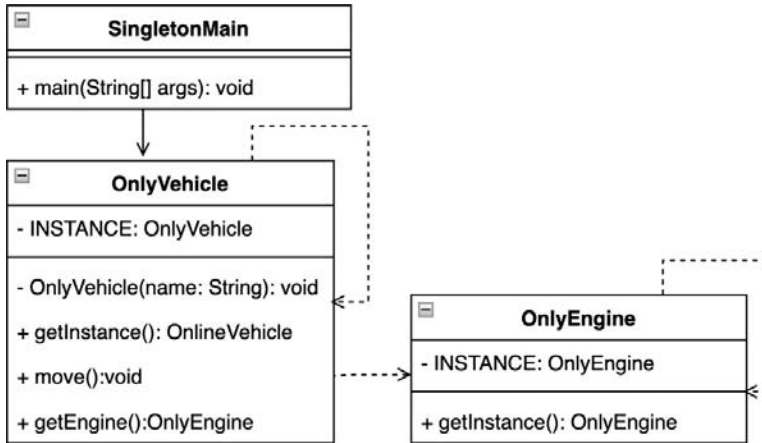 SingletonMain
+ main(String[] args): void
OnlyVehicle
- INSTANCE: OnlyVehicle
- OnlyVehicle(name: String): void
+ getInstance(): OnlineVehicle
+ move():void
+ getEngine():OnlyEngine
OnlyEngine
- INSTANCE: OnlyEngine
+ getInstance(): OnlyEngine